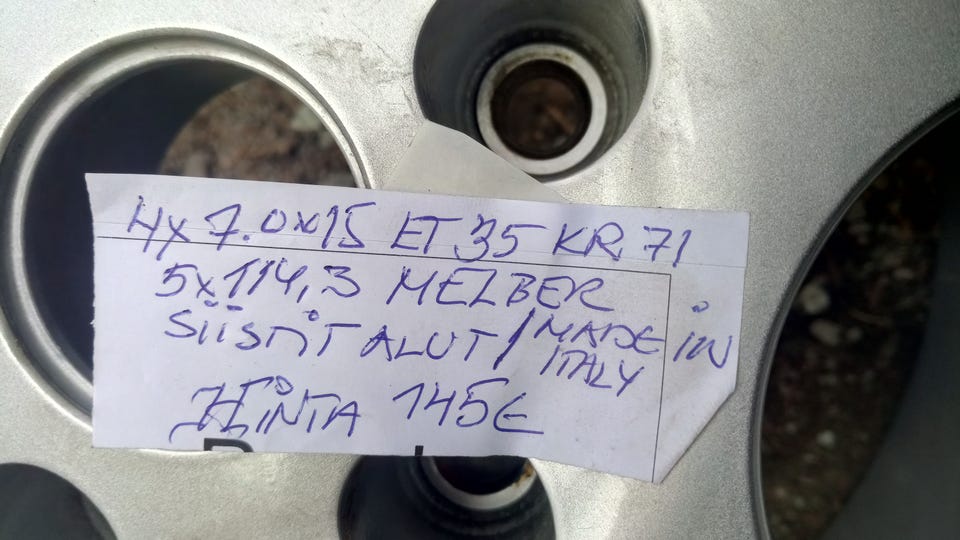 4x 7.0x15 ET 35 KR 71
5x114,3 MELBER
SIISTIT ALUT / MADE IN
ITALY
HINTA 145€